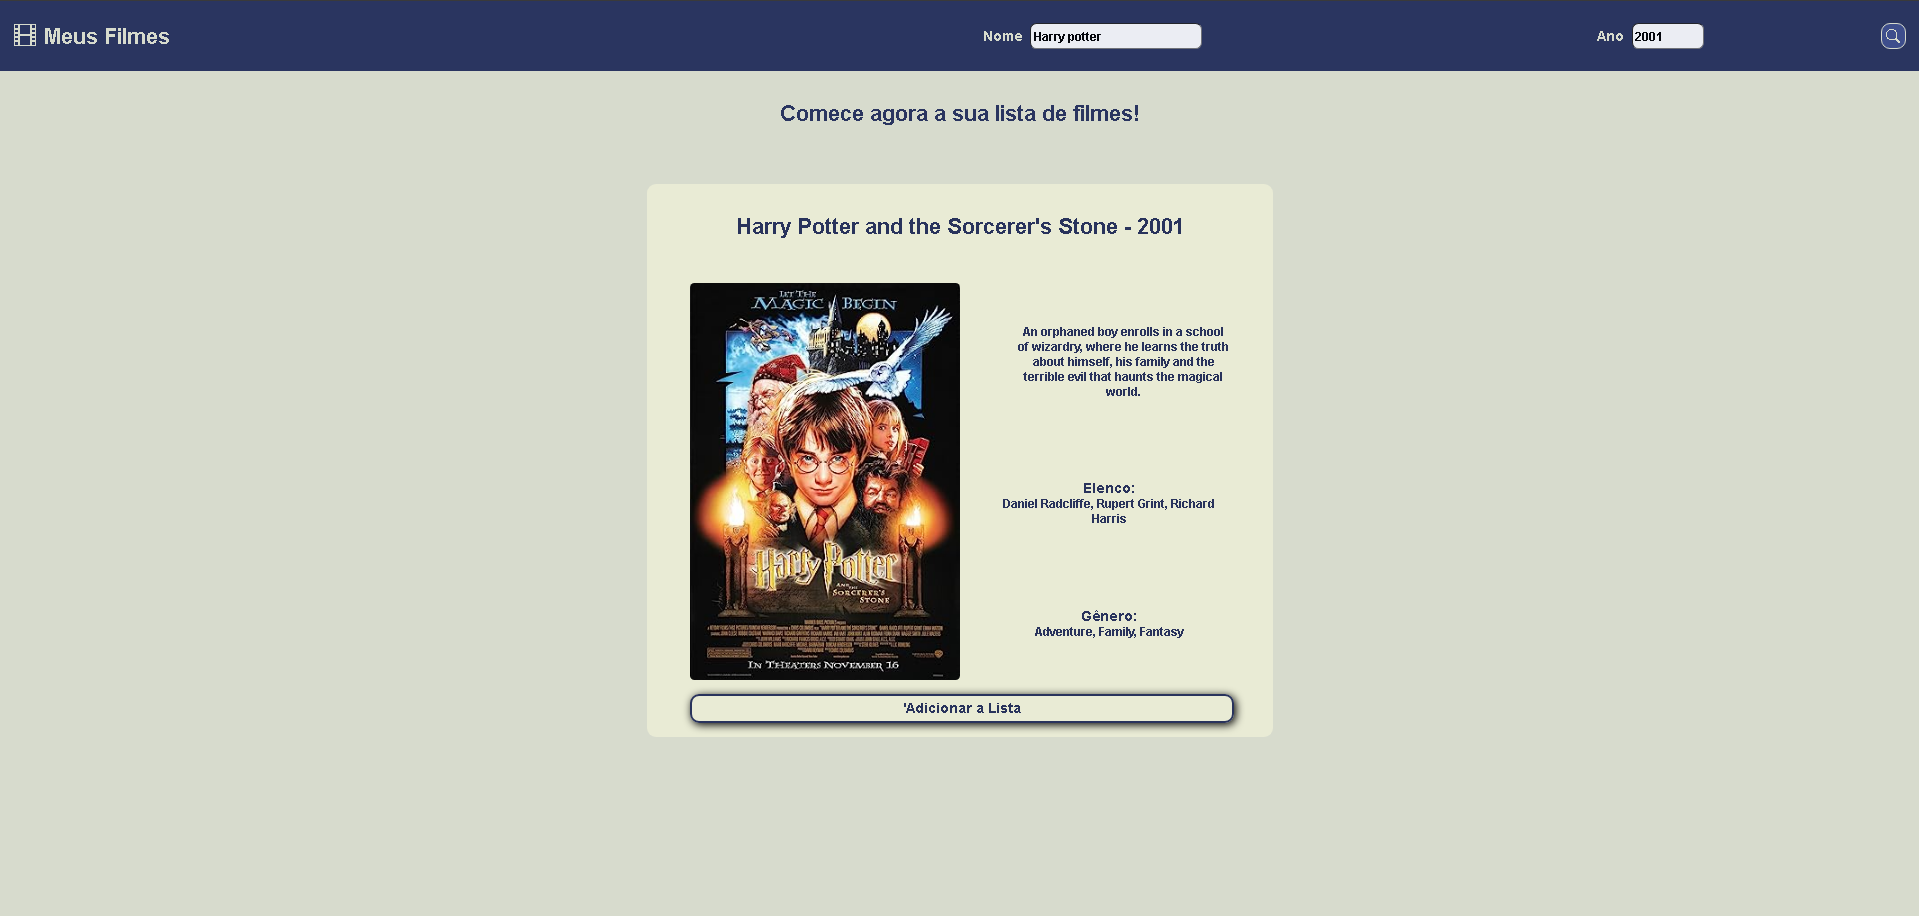 Meus Filmes
Nome Harry potter
Ano 2001
Comece agora a sua lista de filmes!
Harry Potter and the Sorcerer's Stone - 2001
LET THE
MAGIC BEGIN
Harry Potter
AND THE
SORCERER'S
STONE
IN THEATERS NOVEMBER 16
An orphaned boy enrolls in a school
of wizardry, where he learns the truth
about himself, his family and the
terrible evil that haunts the magical
world.
Elenco:
Daniel Radcliffe, Rupert Grint, Richard
Harris
Gênero:
Adventure, Family, Fantasy
'Adicionar a Lista